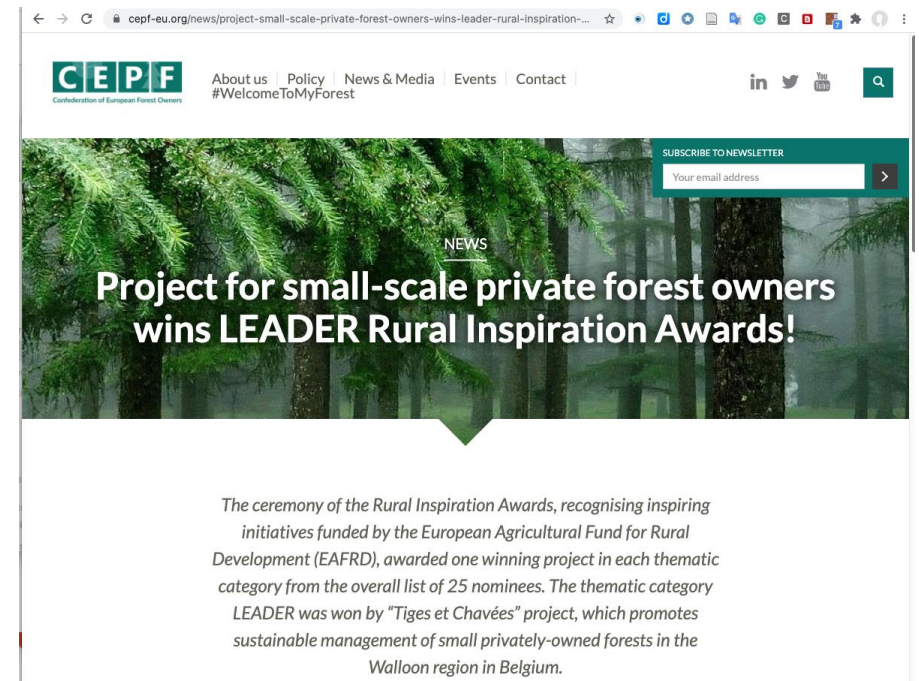 cepf-eu.org/news/project-small-scale-private-forest-owners-wins-leader-rural-inspiration-...
CEPF
Confederation of European Forest Owners
About us | Policy | News & Media | Events | Contact |
#WelcomeToMyForest
in You Tube
SUBSCRIBE TO NEWSLETTER
Your email address
NEWS
Project for small-scale private forest owners
wins LEADER Rural Inspiration Awards!
The ceremony of the Rural Inspiration Awards, recognising inspiring
initiatives funded by the European Agricultural Fund for Rural
Development (EAFRD), awarded one winning project in each thematic
category from the overall list of 25 nominees. The thematic category
LEADER was won by “Tiges et Chavées” project, which promotes
sustainable management of small privately-owned forests in the
Walloon region in Belgium.